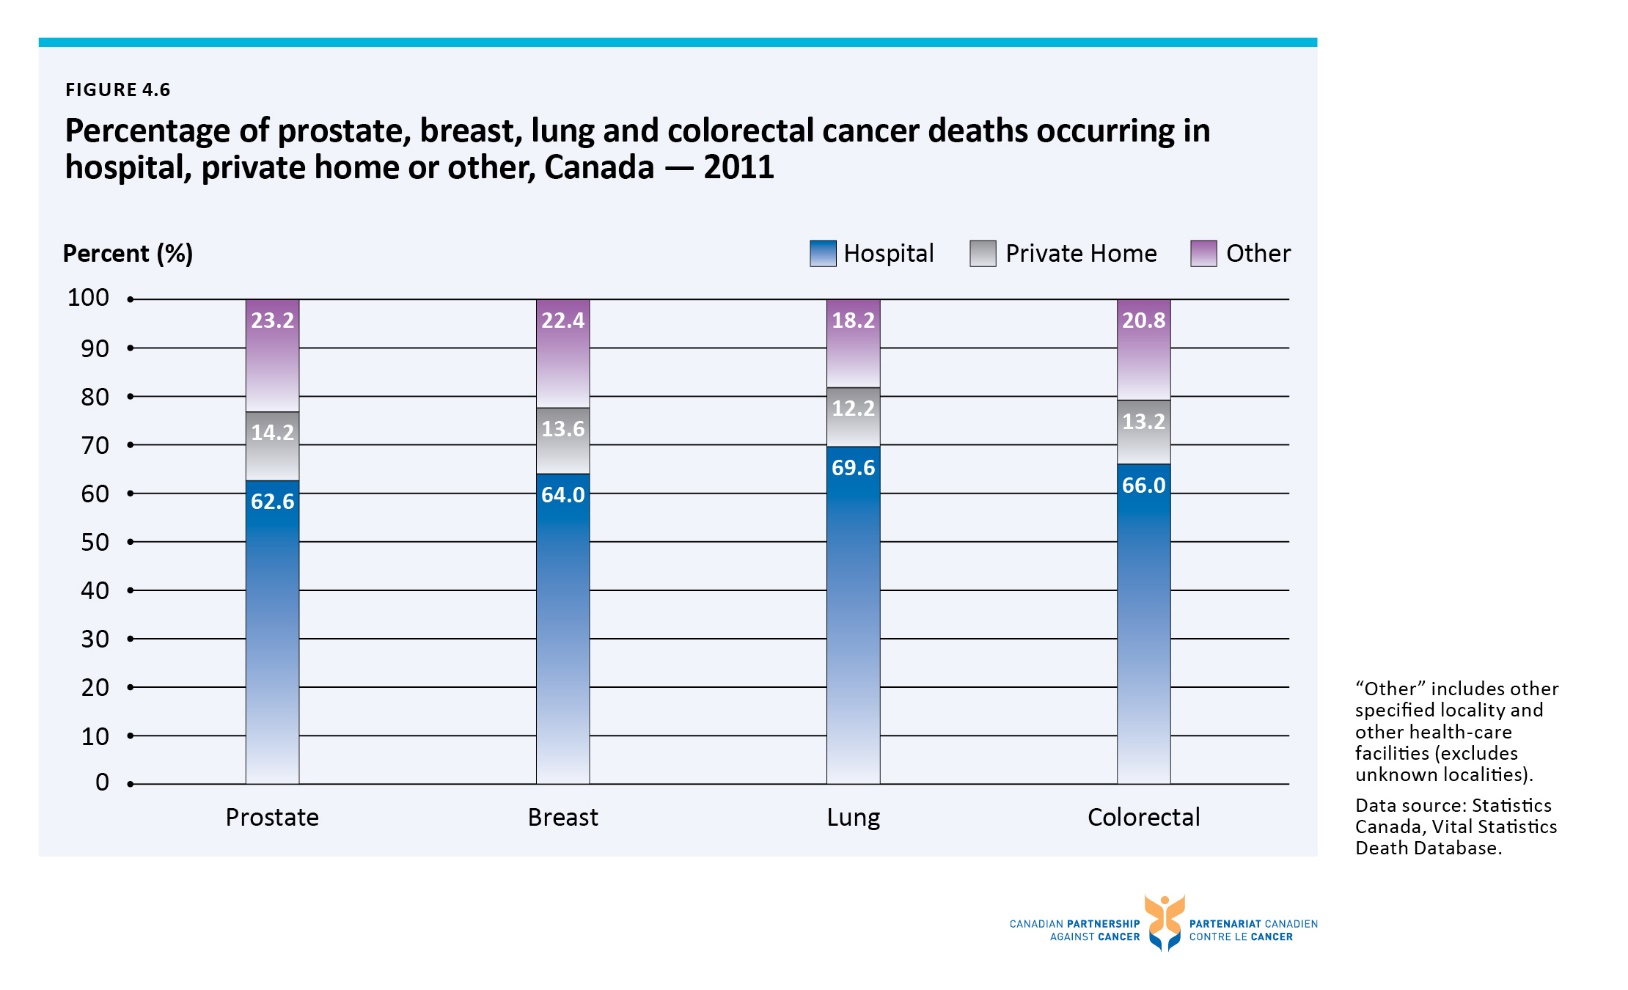 FIGURE 4.6
Percentage of prostate, breast, lung and colorectal cancer deaths occurring in
hospital, private home or other, Canada — 2011
Percent (%)
Hospital
Private Home
Other
100
90
80
70
60
50
40
30
20
10
0
23.2
14.2
62.6
22.4
13.6
64.0
18.2
12.2
69.6
20.8
13.2
66.0
Prostate
Breast
Lung
Colorectal
“Other” includes other
specified locality and
other health-care
facilities (excludes
unknown localities).
Data source: Statistics
Canada, Vital Statistics
Death Database.
CANADIAN PARTNERSHIP
AGAINST CANCER
PARTENARIAT CANADIEN
CONTRE LE CANCER